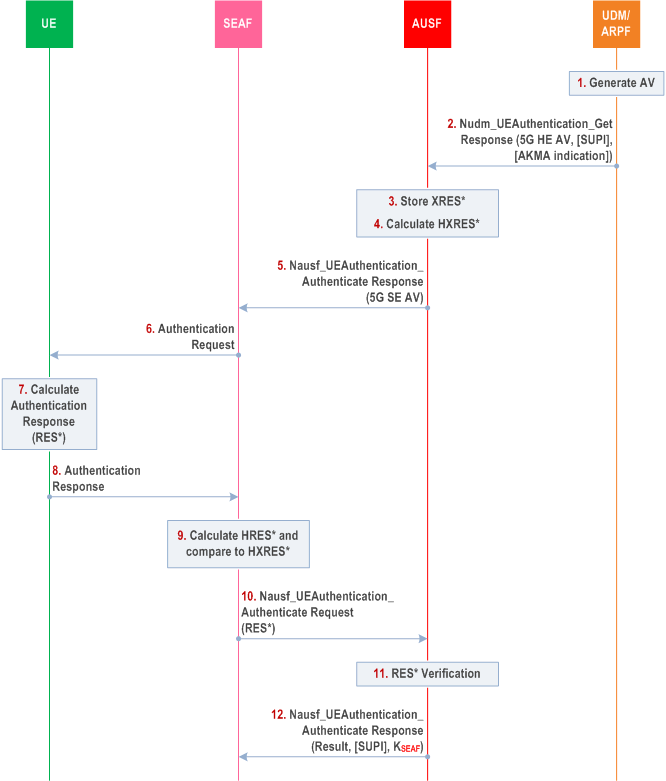 UE
SEAF
AUSF
UDM/
ARPF
1. Generate AV
2. Nudm_UEAuthentication_Get
Response (5G HE AV, [SUPI],
[AKMA indication])
3. Store XRES*
4. Calculate HXRES*
5. Nausf_UEAuthentication_
Authenticate Response
(5G SE AV)
6. Authentication
Request
7. Calculate
Authentication
Response
(RES*)
8. Authentication
Response
9. Calculate HRES* and
compare to HXRES*
10. Nausf_UEAuthentication_
Authenticate Request
(RES*)
11. RES* Verification
12. Nausf_UEAuthentication_
Authenticate Response
(Result, [SUPI], KSEAF)